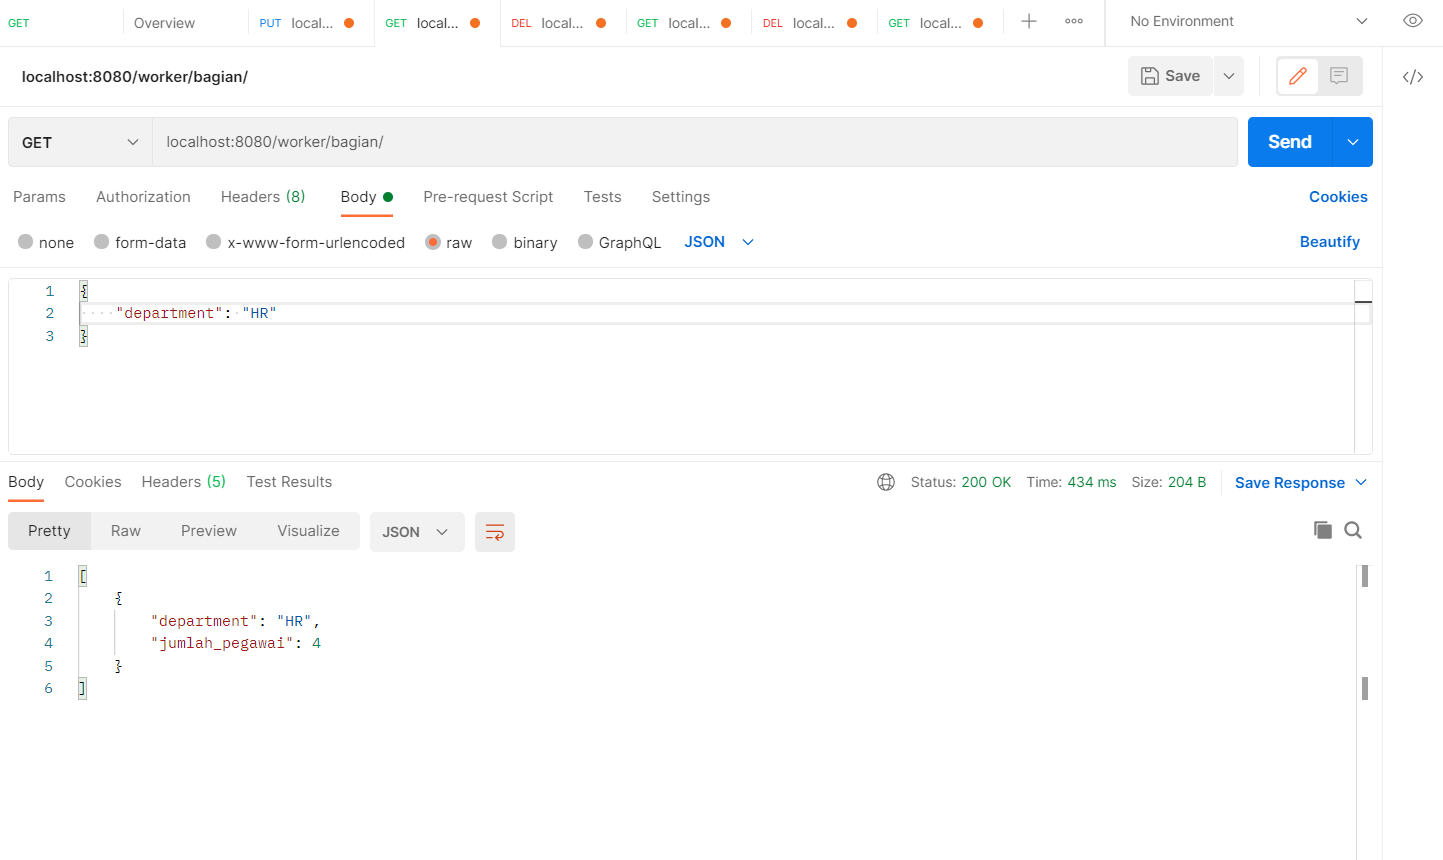 GET Overview PUT local... GET local... DEL local... GET local... DEL local... GET local... No Environment
localhost:8080/worker/bagian/ Save
GET localhost:8080/worker/bagian/ Send
Params Authorization Headers (8) Body Pre-request Script Tests Settings Cookies
none form-data x-www-form-urlencoded raw binary GraphQL JSON Beautify
1 {
2 "department": "HR"
3 }
Body Cookies Headers (5) Test Results Status: 200 OK Time: 434 ms Size: 204 B Save Response
Pretty Raw Preview Visualize JSON
1 [
2 {
3 "department": "HR",
4 "jumlah_pegawai": 4
5 }
6 ]